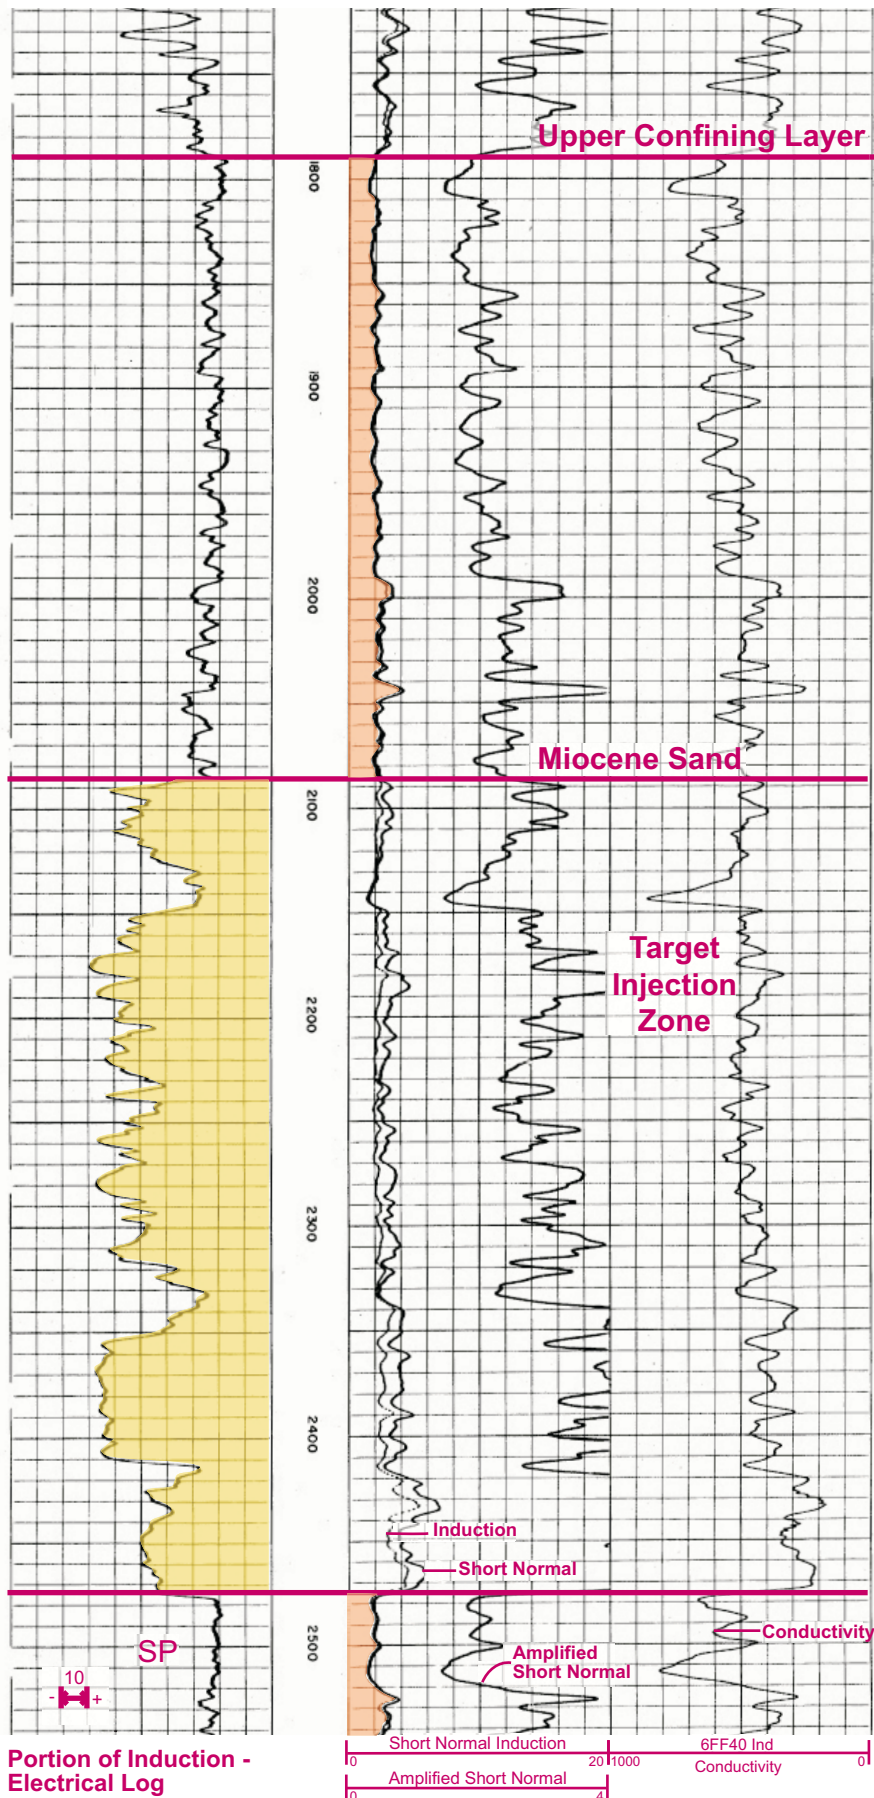 Upper Confining Layer
1800
1900
2000
Miocene Sand
2100
Target
Injection
Zone
2200
2300
2400
Induction
Short Normal
2500
SP
Conductivity
Amplified
Short Normal
10
- +
Portion of Induction -
Electrical Log
Short Normal Induction
0 20
6FF40 Ind
1000 0
Conductivity
Amplified Short Normal
0 4